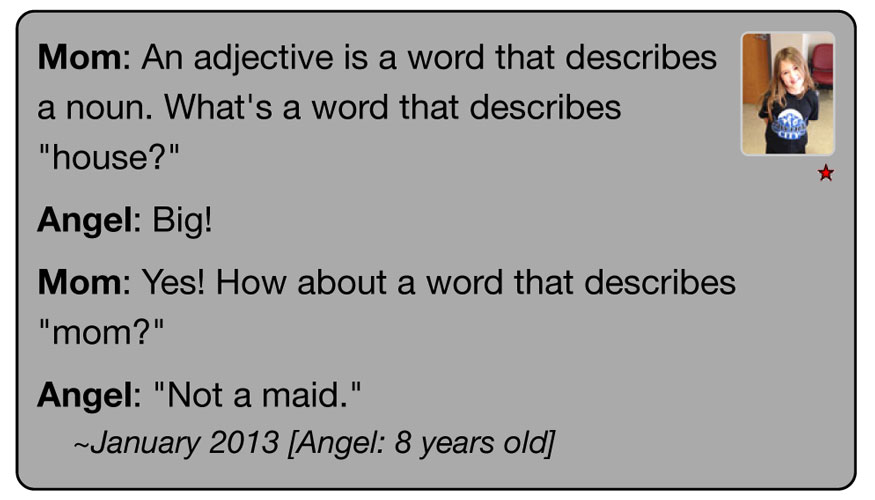 Mom: An adjective is a word that describes
a noun. What's a word that describes
"house?"
Angel: Big!
Mom: Yes! How about a word that describes
"mom?"
Angel: "Not a maid."
~January 2013 [Angel: 8 years old]